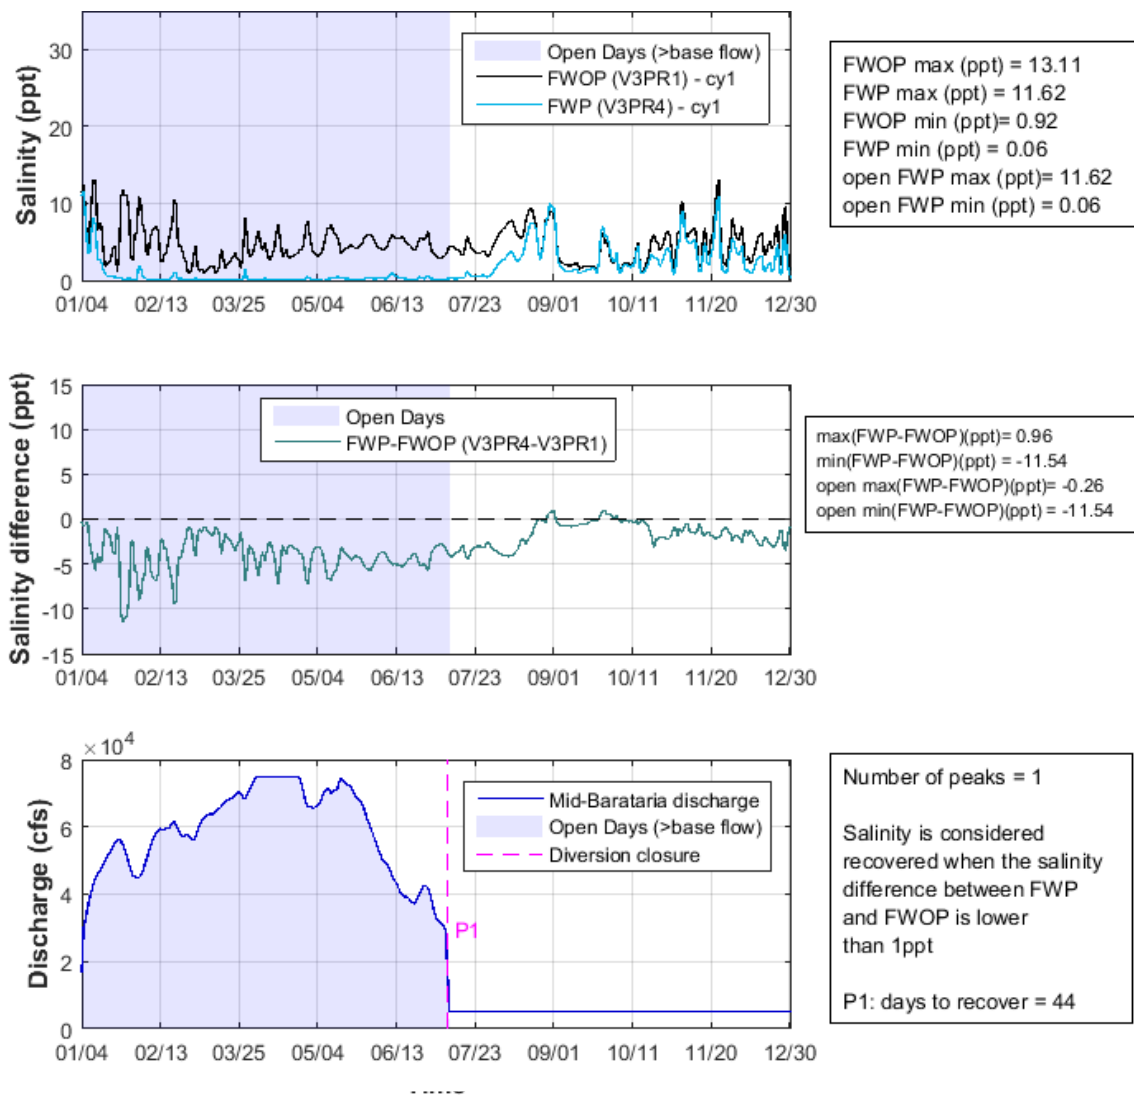 Salinity (ppt)
30
20
10
0
Open Days (>base flow)
FWOP (V3PR1) - cy1
FWP (V3PR4) - cy1
01/04 02/13 03/25 05/04 06/13 07/23 09/01 10/11 11/20 12/30
FWOP max (ppt) = 13.11
FWP max (ppt) = 11.62
FWOP min (ppt)= 0.92
FWP min (ppt) = 0.06
open FWP max (ppt)= 11.62
open FWP min (ppt) = 0.06
Salinity difference (ppt)
15
10
5
0
-5
-10
-15
Open Days
FWP-FWOP (V3PR4-V3PR1)
01/04 02/13 03/25 05/04 06/13 07/23 09/01 10/11 11/20 12/30
max(FWP-FWOP)(ppt)= 0.96
min(FWP-FWOP)(ppt) = -11.54
open max(FWP-FWOP)(ppt)= -0.26
open min(FWP-FWOP)(ppt) = -11.54
Discharge (cfs)
×10⁴
8
6
4
2
0
Mid-Barataria discharge
Open Days (>base flow)
Diversion closure
P1
01/04 02/13 03/25 05/04 06/13 07/23 09/01 10/11 11/20 12/30
Number of peaks = 1
Salinity is considered
recovered when the salinity
difference between FWP
and FWOP is lower
than 1ppt
P1: days to recover = 44